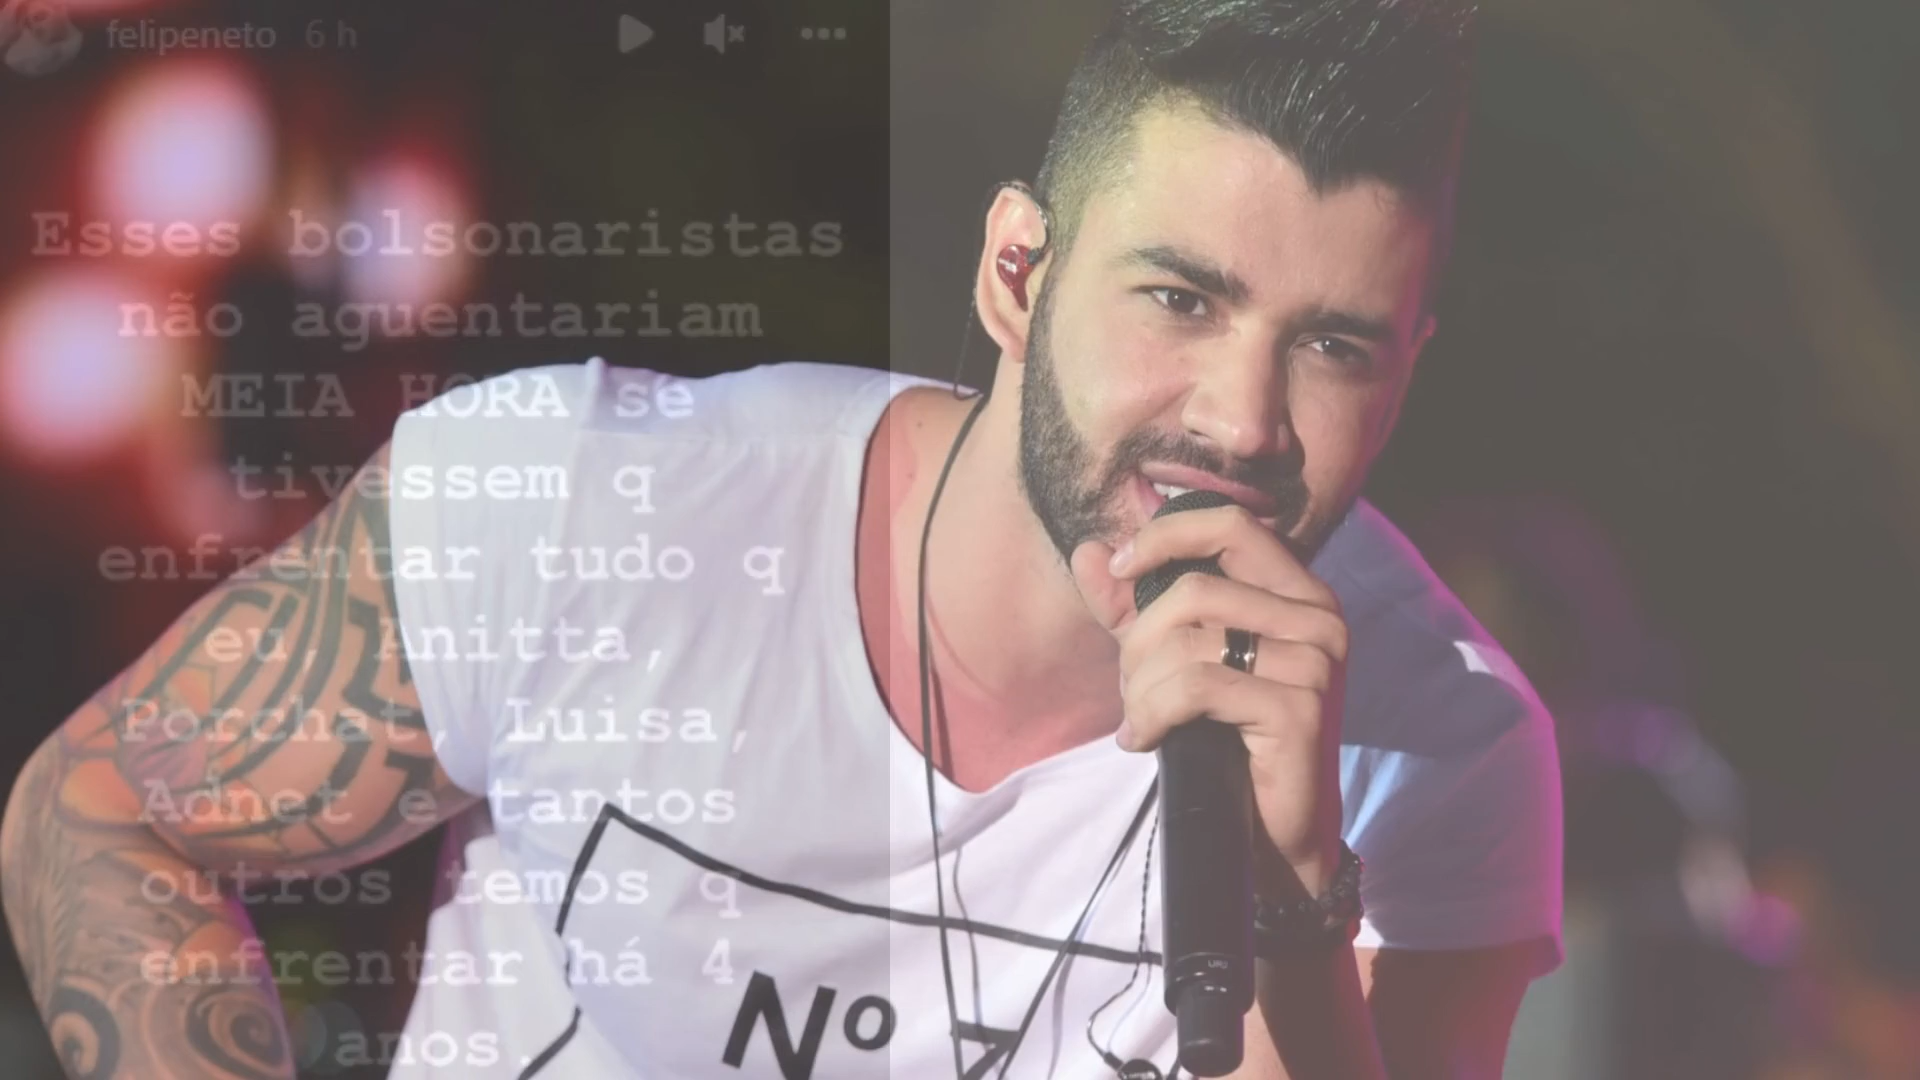 felipeneto 6 h
Esses bolsonaristas
não aguentariam
MEIA HORA se
tivessem q
enfrentar tudo q
eu, Anitta,
Porchat, Luisa,
Adnet e tantos
outros temos q
enfrentar há 4
anos.
Nº 7